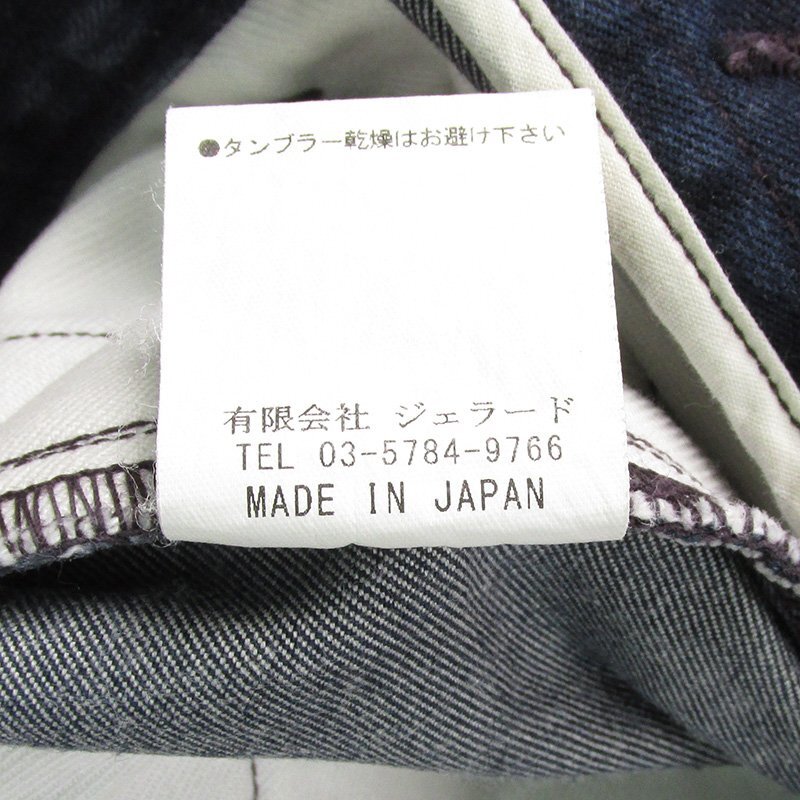 ●タンブラー乾燥はお避け下さい
有限会社 ジェラード
TEL 03-5784-9766
MADE IN JAPAN